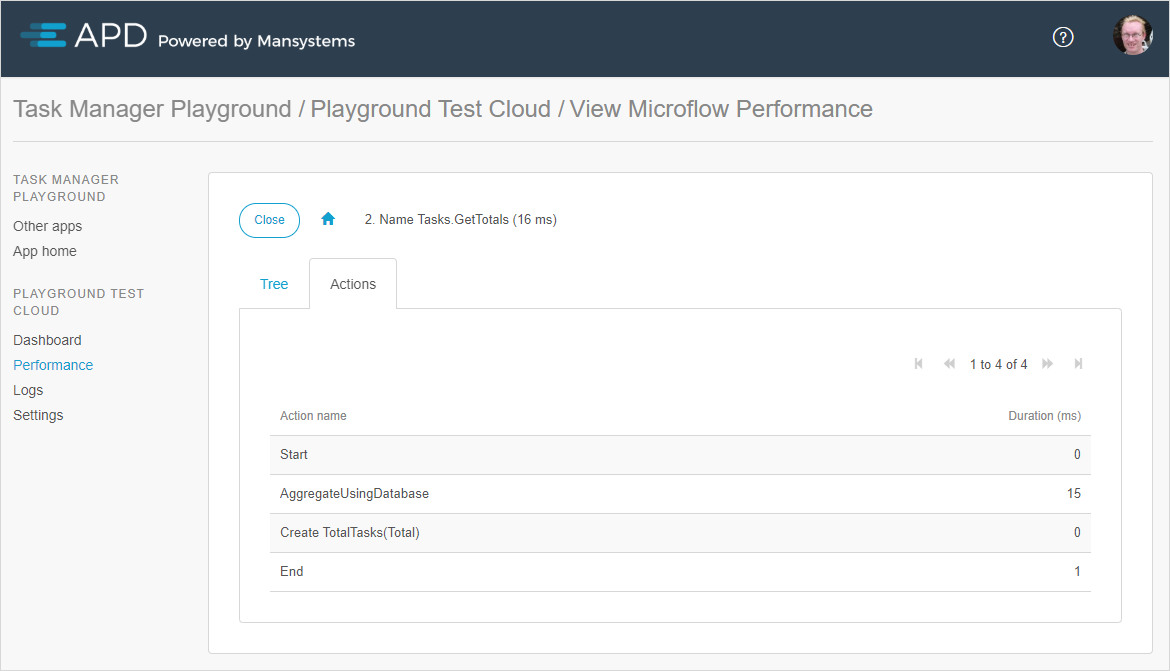 APD Powered by Mansystems
?
Task Manager Playground / Playground Test Cloud / View Microflow Performance
TASK MANAGER
PLAYGROUND
Other apps
App home
PLAYGROUND TEST
CLOUD
Dashboard
Performance
Logs
Settings
Close 2. Name Tasks.GetTotals (16 ms)
Tree Actions
1 to 4 of 4
Action name Duration (ms)
Start 0
AggregateUsingDatabase 15
Create TotalTasks(Total) 0
End 1